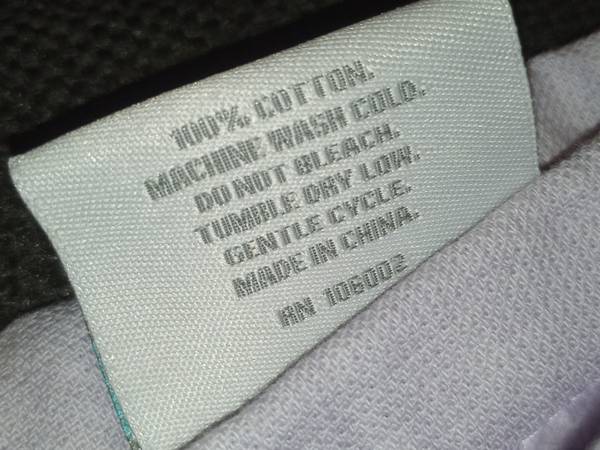 100% COTTON.
MACHINE WASH COLD.
DO NOT BLEACH.
TUMBLE DRY LOW.
GENTLE CYCLE.
MADE IN CHINA.
RN 106002